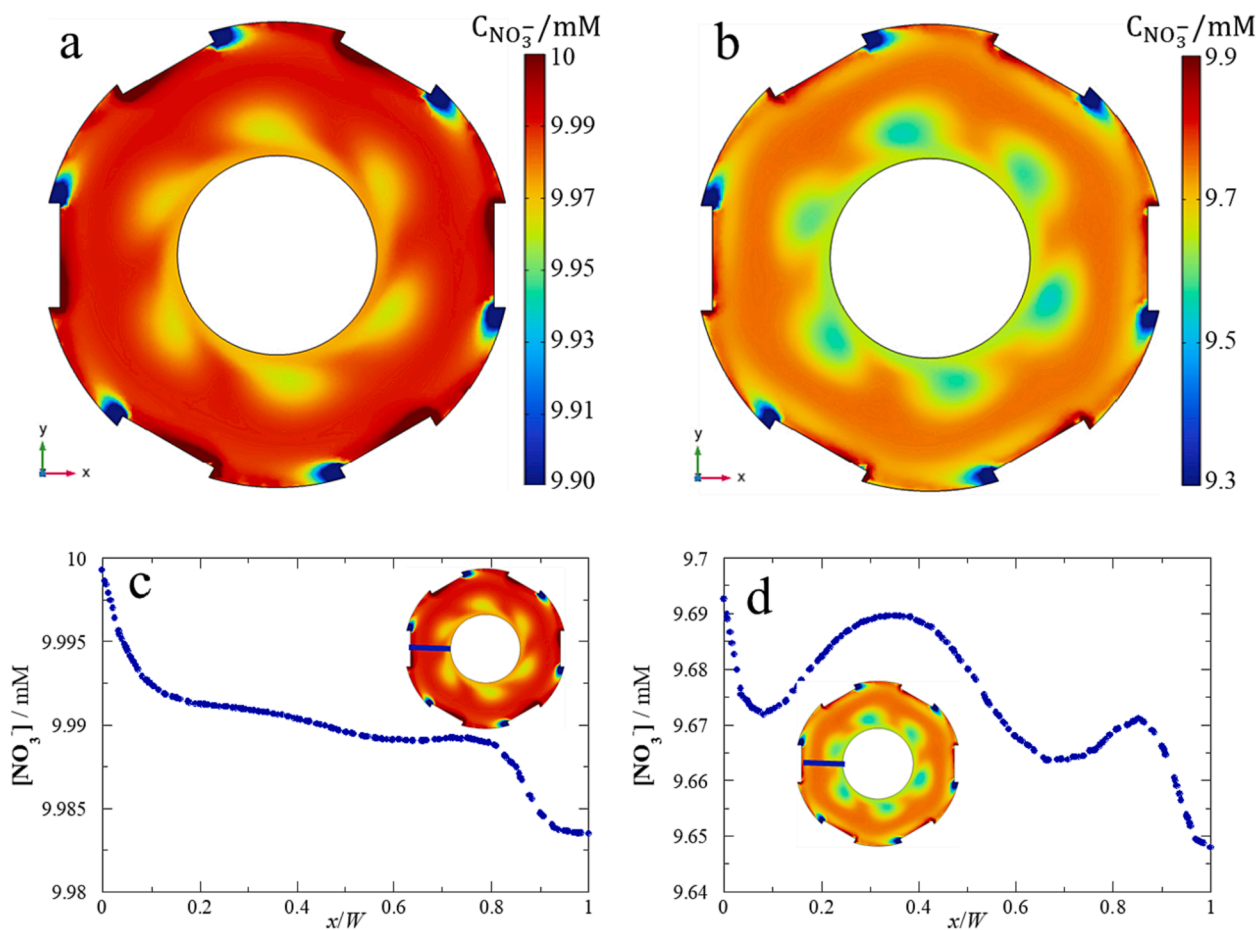 a
C_NO₃⁻/mM
10
9.99
9.97
9.95
9.93
9.91
9.90
y
x
b
C_NO₃⁻/mM
9.9
9.7
9.5
9.3
y
x
c
10
9.995
9.99
9.985
9.98
[NO₃⁻] / mM
0
0.2
0.4
0.6
0.8
1
x/W
d
9.7
9.69
9.68
9.67
9.66
9.65
9.64
[NO₃⁻] / mM
0
0.2
0.4
0.6
0.8
1
x/W